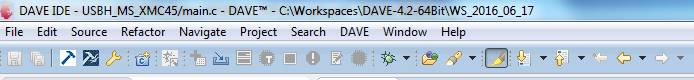 DAVE IDE - USBH_MS_XMC45/main.c - DAVE™ - C:\Workspaces\DAVE-4.2-64Bit\WS_2016_06_17
File Edit Source Refactor Navigate Project Search DAVE Window Help